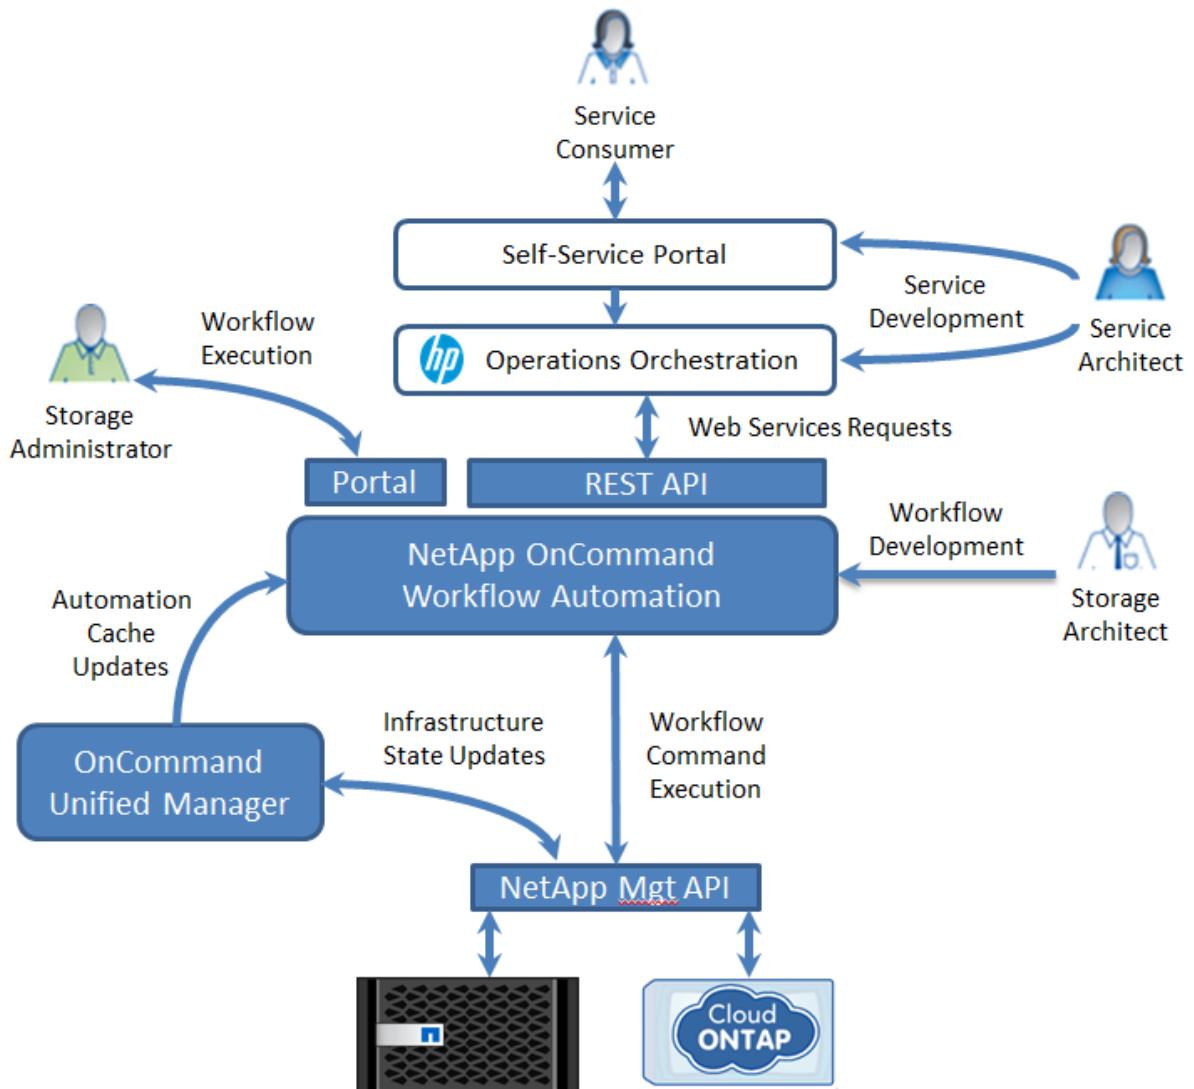 Service
Consumer
Self-Service Portal
Service
Development
Service
Architect
Workflow
Execution
hp Operations Orchestration
Storage
Administrator
Web Services Requests
Portal
REST API
NetApp OnCommand
Workflow Automation
Workflow
Development
Storage
Architect
Automation
Cache
Updates
Infrastructure
State Updates
Workflow
Command
Execution
OnCommand
Unified Manager
NetApp Mgt API
Cloud
ONTAP